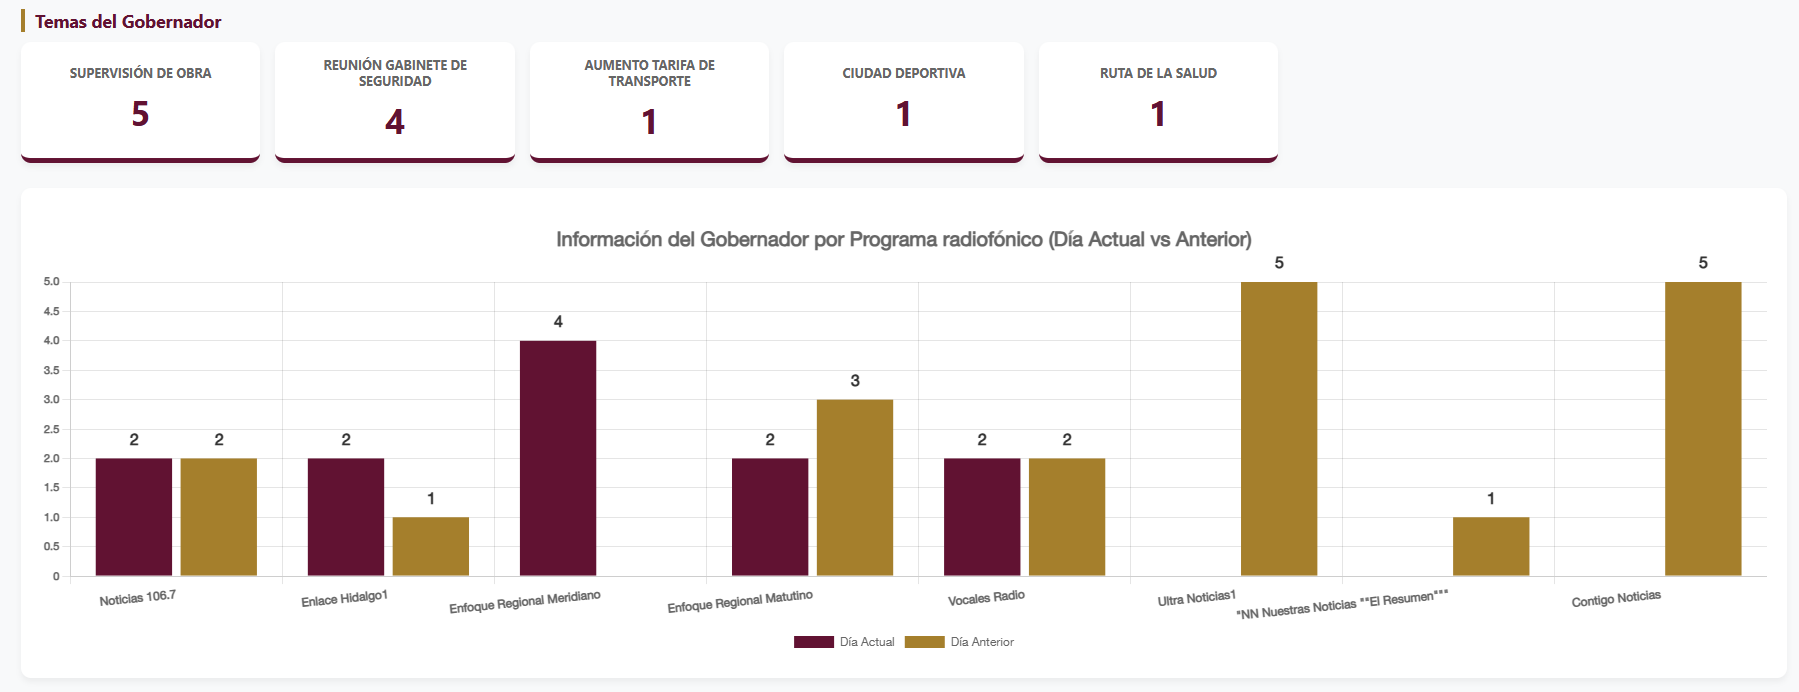 Temas del Gobernador
SUPERVISIÓN DE OBRA
5
REUNIÓN GABINETE DE
SEGURIDAD
4
AUMENTO TARIFA DE
TRANSPORTE
1
CIUDAD DEPORTIVA
1
RUTA DE LA SALUD
1
Información del Gobernador por Programa radiofónico (Día Actual vs Anterior)
5.0
4.5
4.0
3.5
3.0
2.5
2.0
1.5
1.0
0.5
0
2
2
2
1
4
2
3
2
2
5
1
5
Noticias 106.7
Enlace Hidalgo1
Enfoque Regional Meridiano
Enfoque Regional Matutino
Vocales Radio
Ultra Noticias1
"NN Nuestras Noticias ""El Resumen"""
Contigo Noticias
Día Actual
Día Anterior